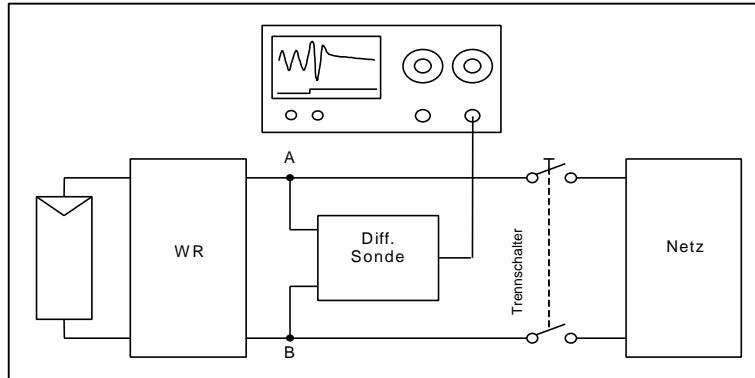 A
WR
Diff.
Sonde
Trennschalter
Netz
B